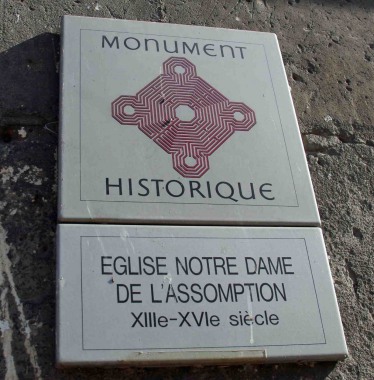 MONUMENT
HISTORIQUE
EGLISE NOTRE DAME
DE L'ASSOMPTION
XIIIe-XVIe siècle